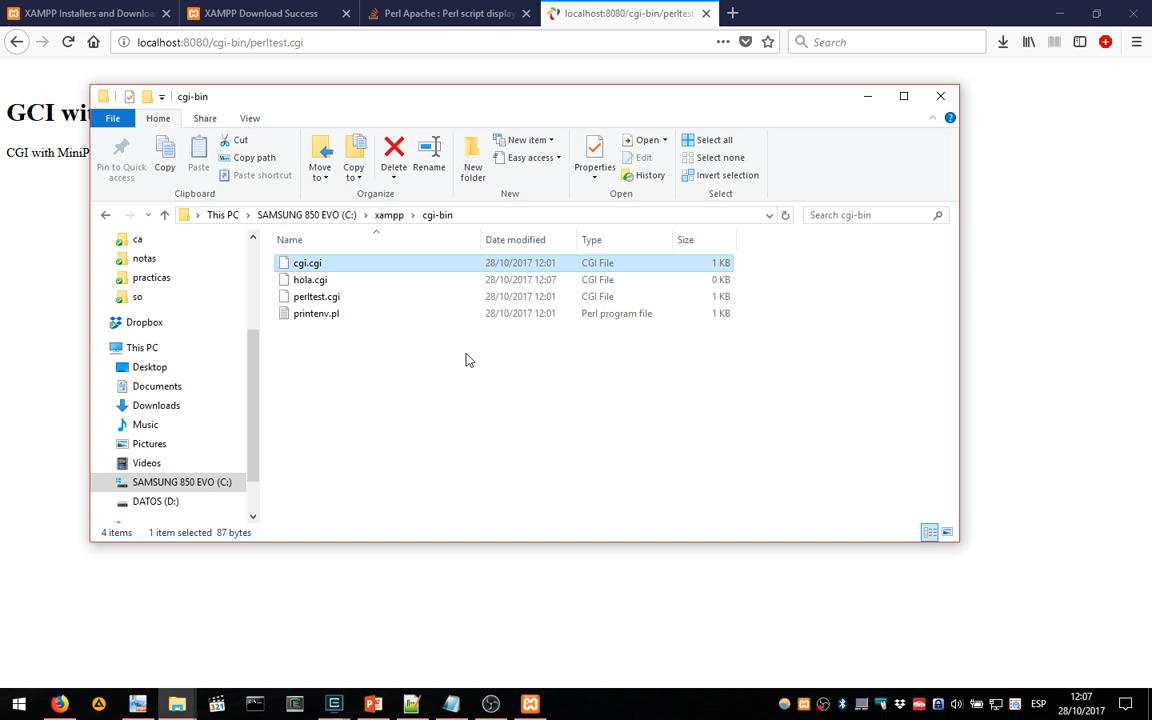 XAMPP Installers and Downloa
XAMPP Download Success
Perl Apache : Perl script display
localhost:8080/cgi-bin/perltest.
localhost:8080/cgi-bin/perltest.cgi
Search
GCI wit
CGI with MiniP
cgi-bin
File
Home
Share
View
Pin to Quick access
Copy
Paste
Cut
Copy path
Paste shortcut
Clipboard
Move to
Copy to
Delete
Rename
Organize
New folder
New item
Easy access
New
Properties
Open
Edit
History
Open
Select all
Select none
Invert selection
Select
This PC > SAMSUNG 850 EVO (C:) > xampp > cgi-bin
Search cgi-bin
Name Date modified Type Size
cgi.cgi 28/10/2017 12:01 CGI File 1 KB
hola.cgi 28/10/2017 12:07 CGI File 0 KB
perltest.cgi 28/10/2017 12:01 CGI File 1 KB
printenv.pl 28/10/2017 12:01 Perl program file 1 KB
ca
notas
practicas
so
Dropbox
This PC
Desktop
Documents
Downloads
Music
Pictures
Videos
SAMSUNG 850 EVO (C:)
DATOS (D:)
4 items 1 item selected 87 bytes
321
ESP
12:07
28/10/2017